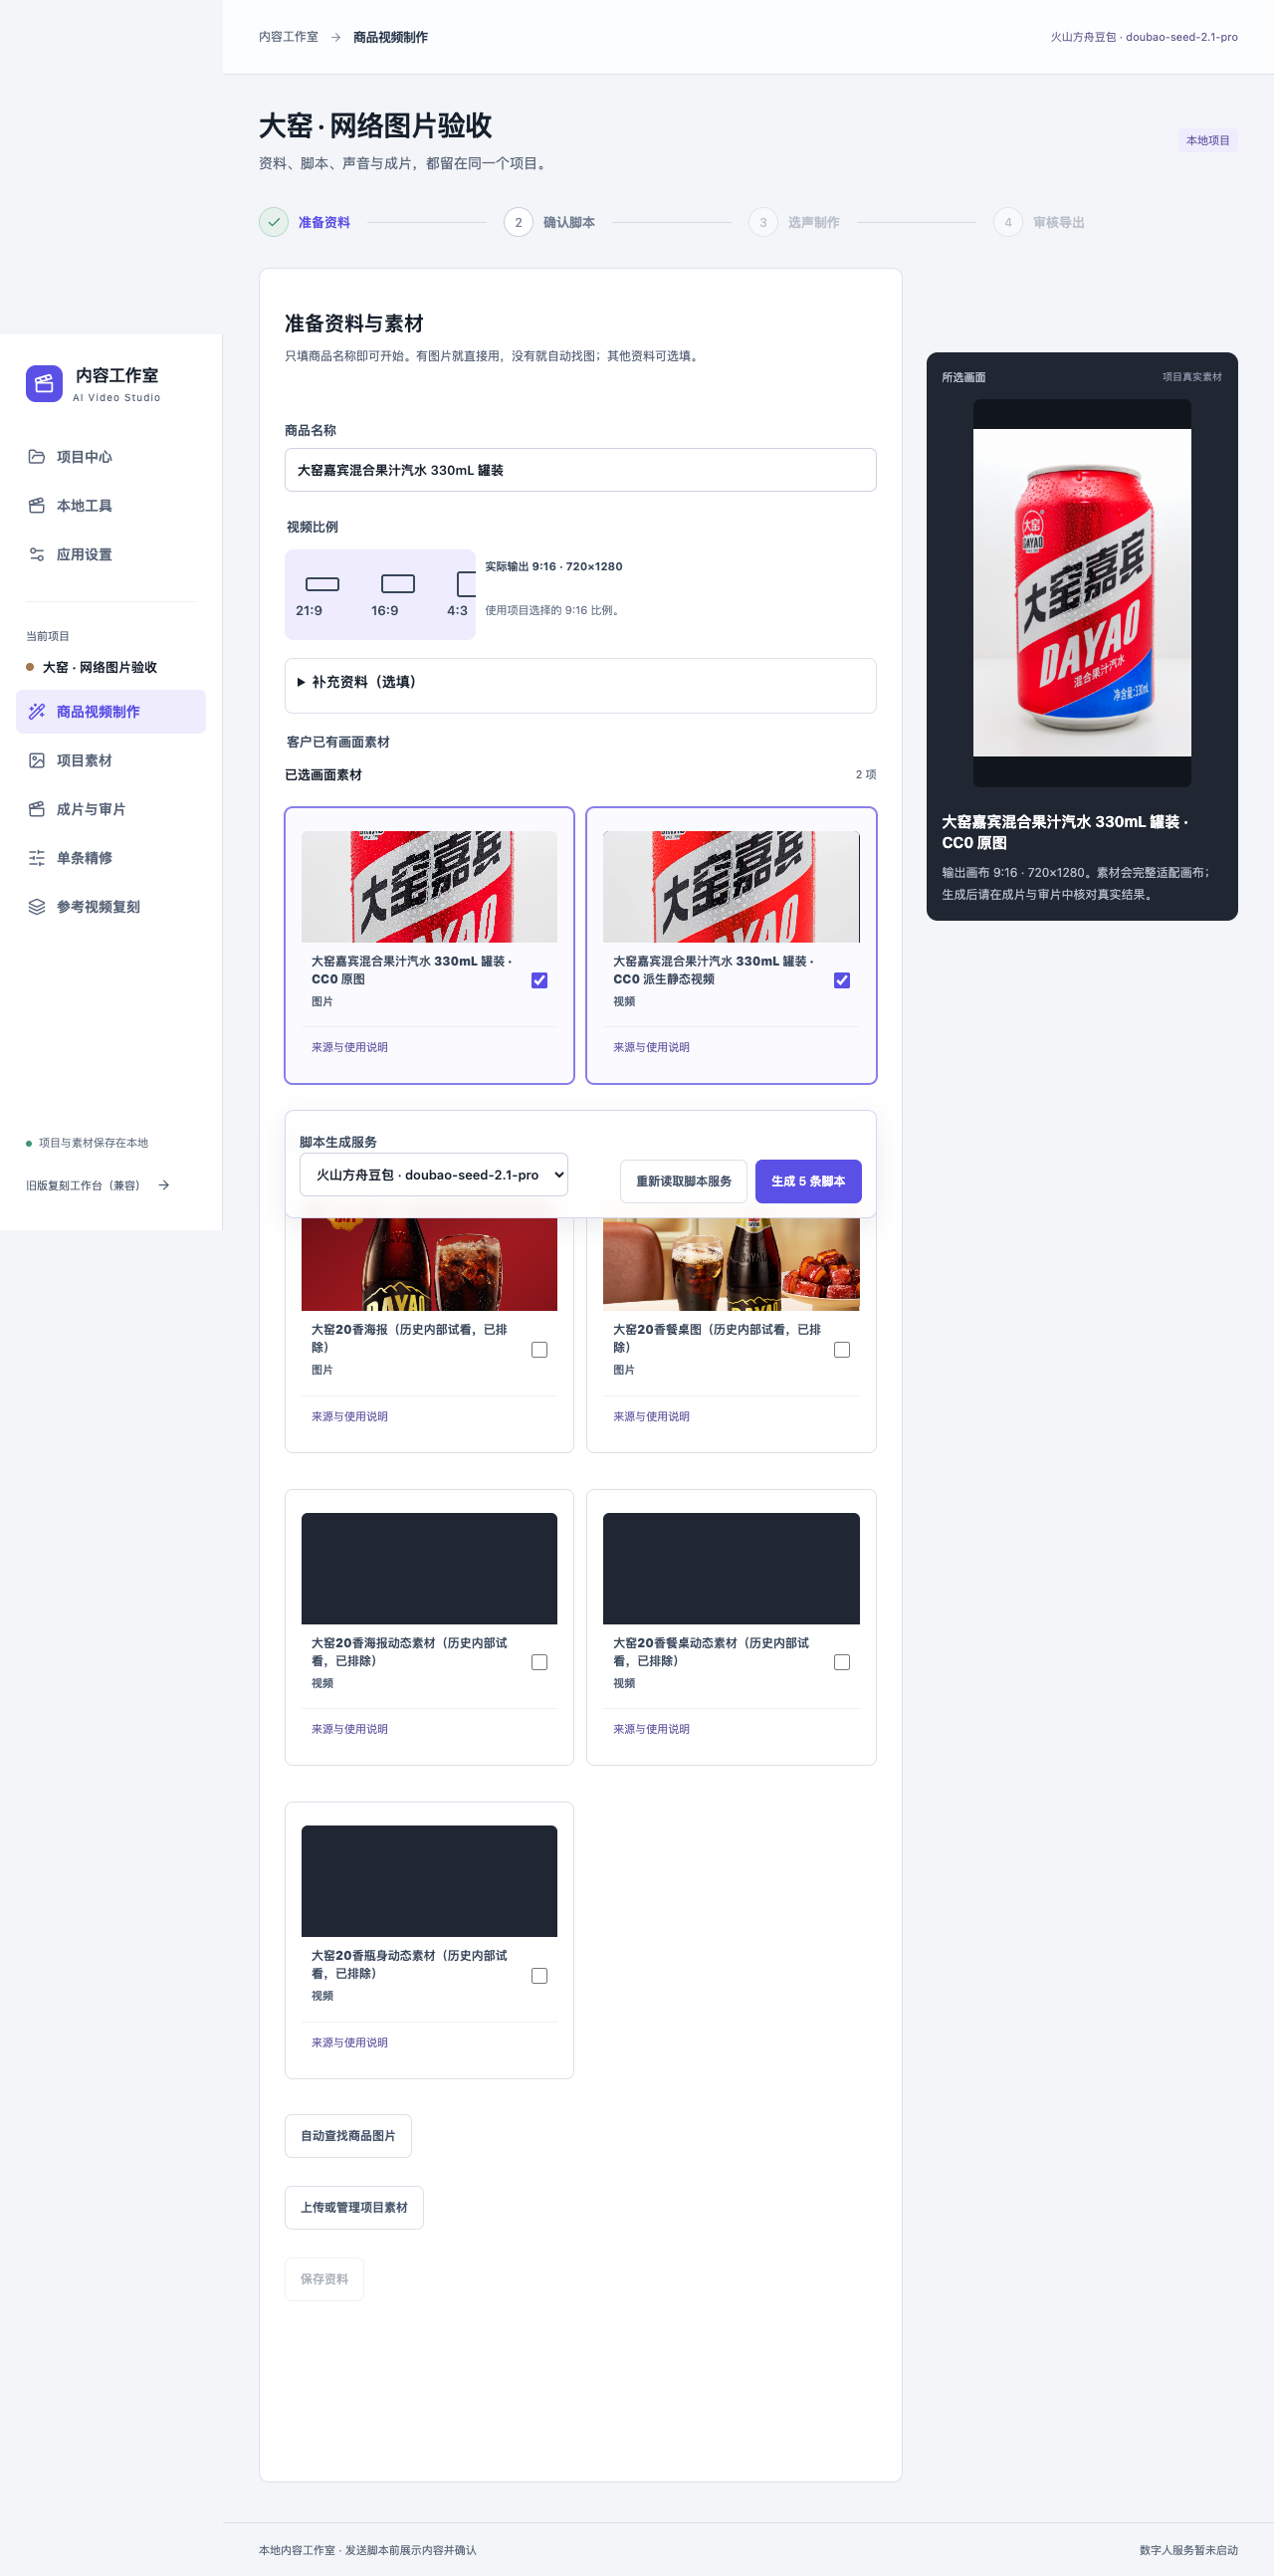 内容工作室 → 商品视频制作
火山方舟豆包 · doubao-seed-2.1-pro
大窑 · 网络图片验收
资料、脚本、声音与成片，都留在同一个项目。
本地项目
准备资料
2 确认脚本
3 选声制作
4 审核导出
内容工作室
AI Video Studio
项目中心
本地工具
应用设置
当前项目
大窑 · 网络图片验收
商品视频制作
项目素材
成片与审片
单条精修
参考视频复刻
项目与素材保存在本地
旧版复刻工作台（兼容） →
准备资料与素材
只填商品名称即可开始。有图片就直接用，没有就自动找图；其他资料可选填。
商品名称
大窑嘉宾混合果汁汽水 330mL 罐装
视频比例
21:9
16:9
4:3
实际输出 9:16 · 720×1280
使用项目选择的 9:16 比例。
补充资料（选填）
客户已有画面素材
已选画面素材
2 项
大窑嘉宾
DAYAO
大窑嘉宾混合果汁汽水 330mL 罐装 ·
CC0 原图
图片
来源与使用说明
大窑嘉宾
DAYAO
大窑嘉宾混合果汁汽水 330mL 罐装 ·
CC0 派生静态视频
视频
来源与使用说明
脚本生成服务
火山方舟豆包 · doubao-seed-2.1-pro
重新读取脚本服务
生成 5 条脚本
DAYAO
大窑20香海报（历史内部试看，已排
除）
图片
来源与使用说明
DAYAO
大窑20香餐桌图（历史内部试看，已排
除）
图片
来源与使用说明
大窑20香海报动态素材（历史内部试
看，已排除）
视频
来源与使用说明
大窑20香餐桌动态素材（历史内部试
看，已排除）
视频
来源与使用说明
大窑20香瓶身动态素材（历史内部试
看，已排除）
视频
来源与使用说明
自动查找商品图片
上传或管理项目素材
保存资料
所选画面
项目真实素材
大窑
DAYAO
大窑嘉宾
DAYAO
混合果汁汽水
净含量:330mL
大窑嘉宾混合果汁汽水 330mL 罐装 ·
CC0 原图
输出画布 9:16 · 720×1280。素材会完整适配画布；
生成后请在成片与审片中核对真实结果。
本地内容工作室 · 发送脚本前展示内容并确认
数字人服务暂未启动